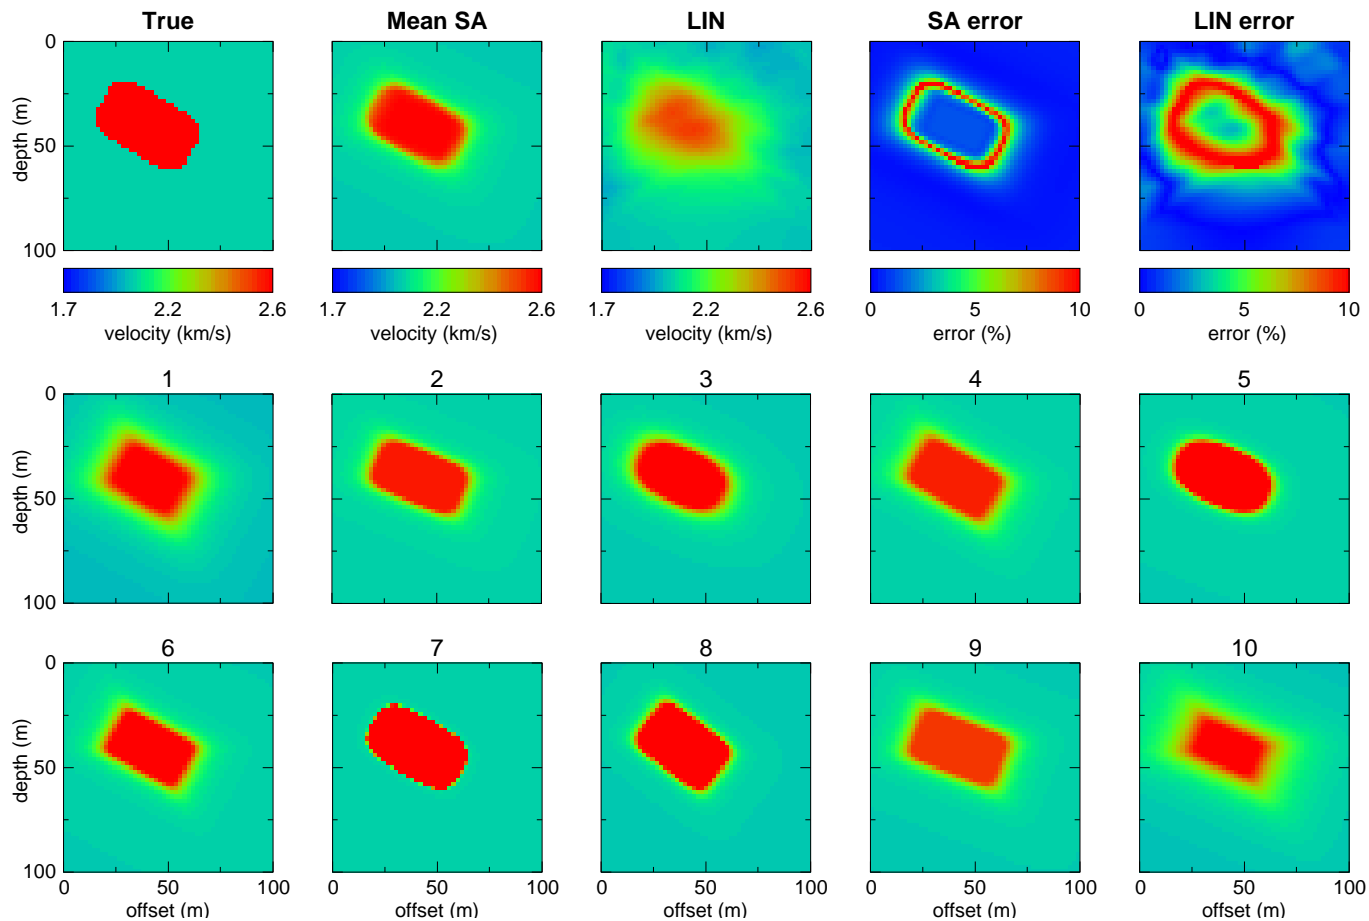 True Mean SA LIN SA error LIN error
0
depth (m)
50
100
1.7 2.2 2.6 1.7 2.2 2.6 1.7 2.2 2.6 0 5 10 0 5 10
velocity (km/s) velocity (km/s) velocity (km/s) error (%) error (%)
1 2 3 4 5
0
depth (m)
50
100
6 7 8 9 10
0
depth (m)
50
100
0 50 100 0 50 100 0 50 100 0 50 100 0 50 100
offset (m) offset (m) offset (m) offset (m) offset (m)